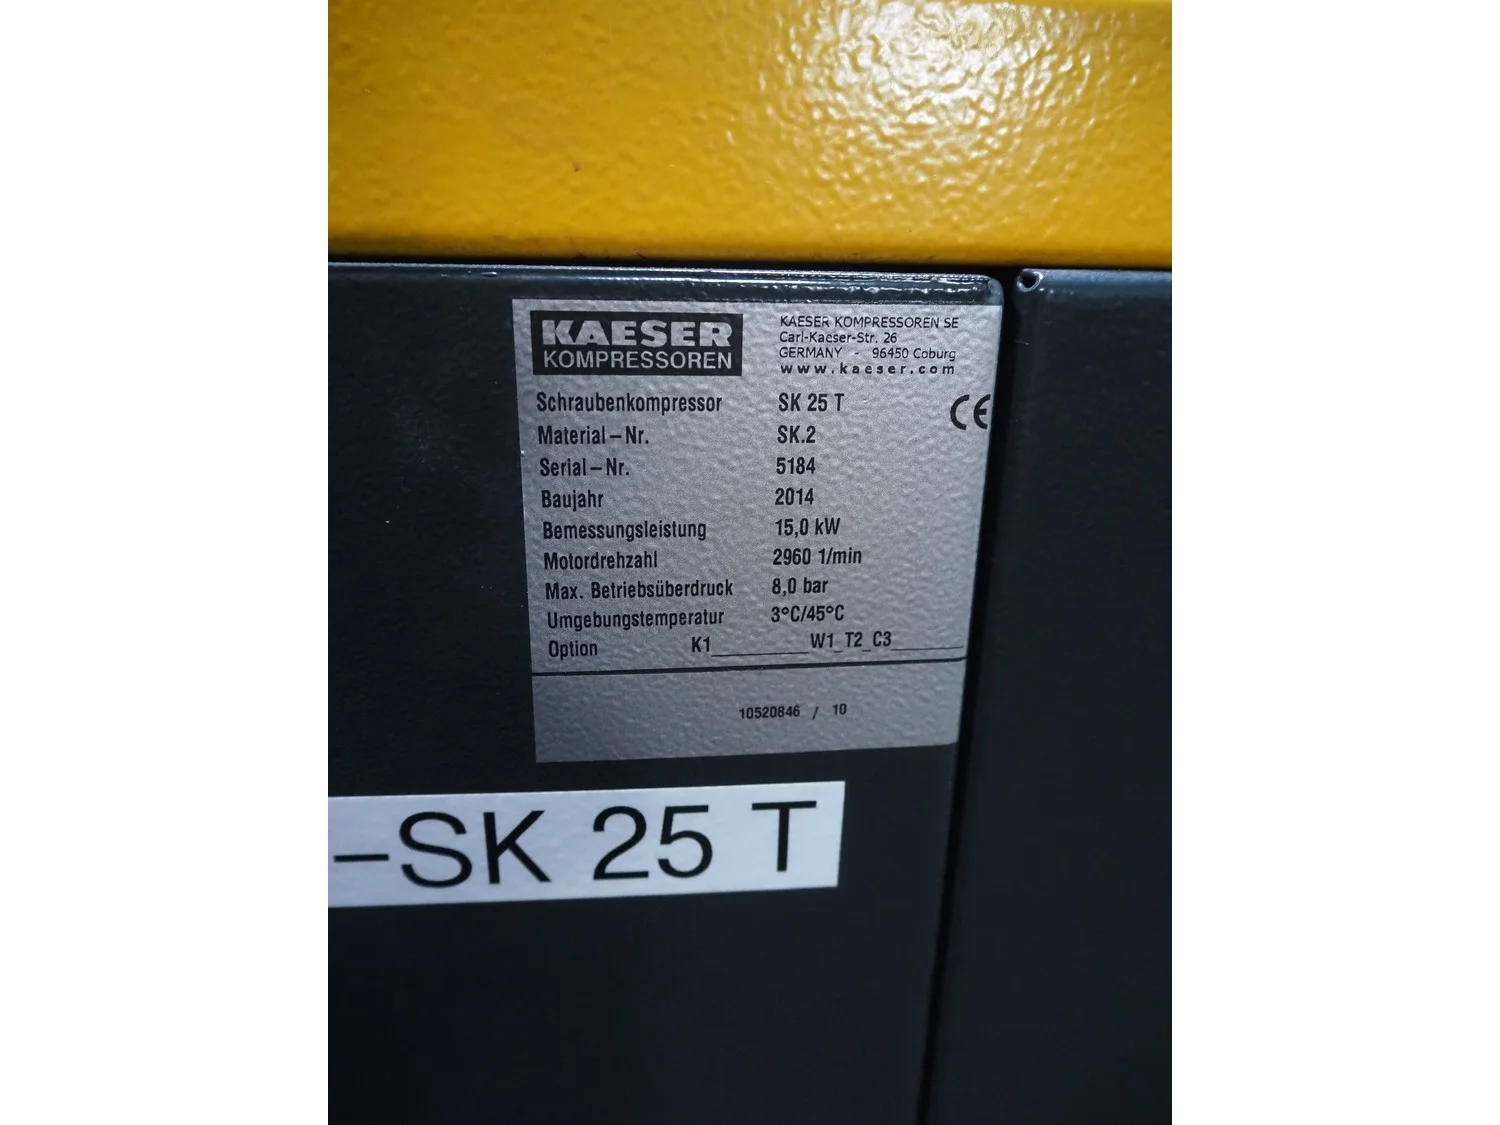 KAESER
KOMPRESSOREN
KAESER KOMPRESSOREN SE
Carl-Kaeser-Str. 26
GERMANY - 96450 Coburg
www.kaeser.com
CE
Schraubenkompressor SK 25 T
Material-Nr. SK.2
Serial-Nr. 5184
Baujahr 2014
Bemessungsleistung 15,0 kW
Motordrehzahl 2960 1/min
Max. Betriebsüberdruck 8,0 bar
Umgebungstemperatur 3°C/45°C
Option K1__________W1_T2_C3________
10520846 / 10
-SK 25 T